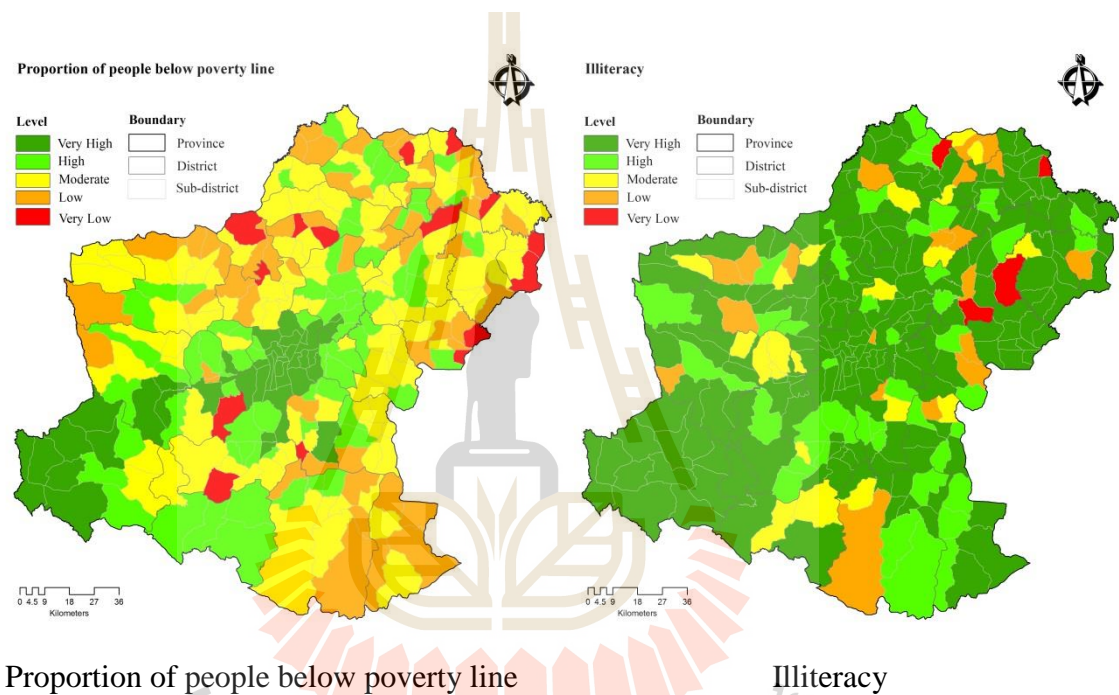 Proportion of people below poverty line
Level
Very High
High
Moderate
Low
Very Low
Boundary
Province
District
Sub-district
0 4.5 9 18 27 36
Kilometers
Illiteracy
Level
Very High
High
Moderate
Low
Very Low
Boundary
Province
District
Sub-district
0 4.5 9 18 27 36
Kilometers
Proportion of people below poverty line
Illiteracy